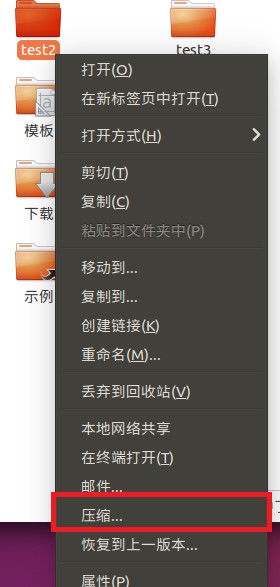 test2
test3
模板
下载
示例
打开(O)
在新标签页中打开(T)
打开方式(H)
剪切(T)
复制(C)
粘贴到文件夹中(P)
移动到...
复制到...
创建链接(K)
重命名(M)...
丢弃到回收站(V)
本地网络共享
在终端打开(T)
邮件...
压缩...
恢复到上一版本...
属性(P)